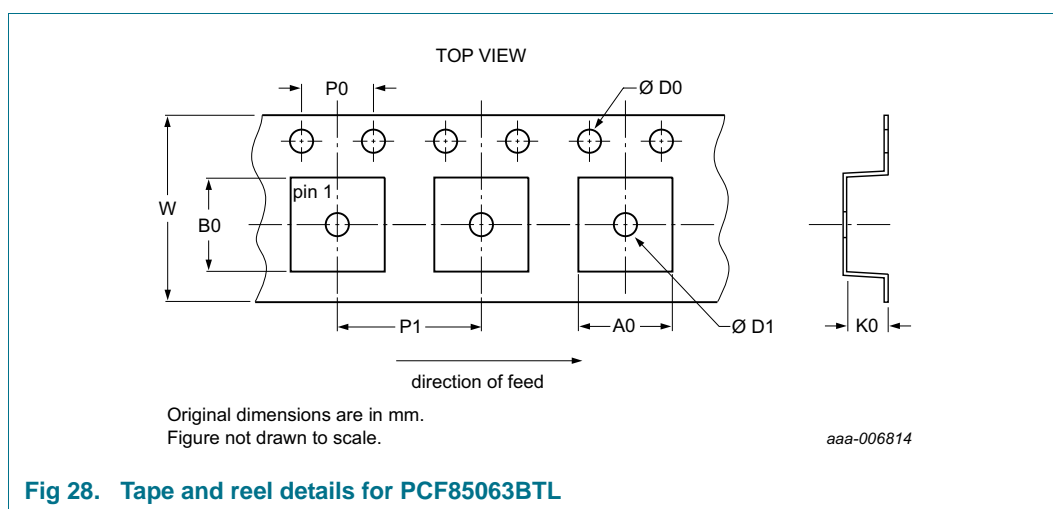 TOP VIEW
P0
Ø D0
pin 1
W
B0
P1
A0
Ø D1
K0
direction of feed
Original dimensions are in mm.
Figure not drawn to scale.
aaa-006814
Fig 28. Tape and reel details for PCF85063BTL